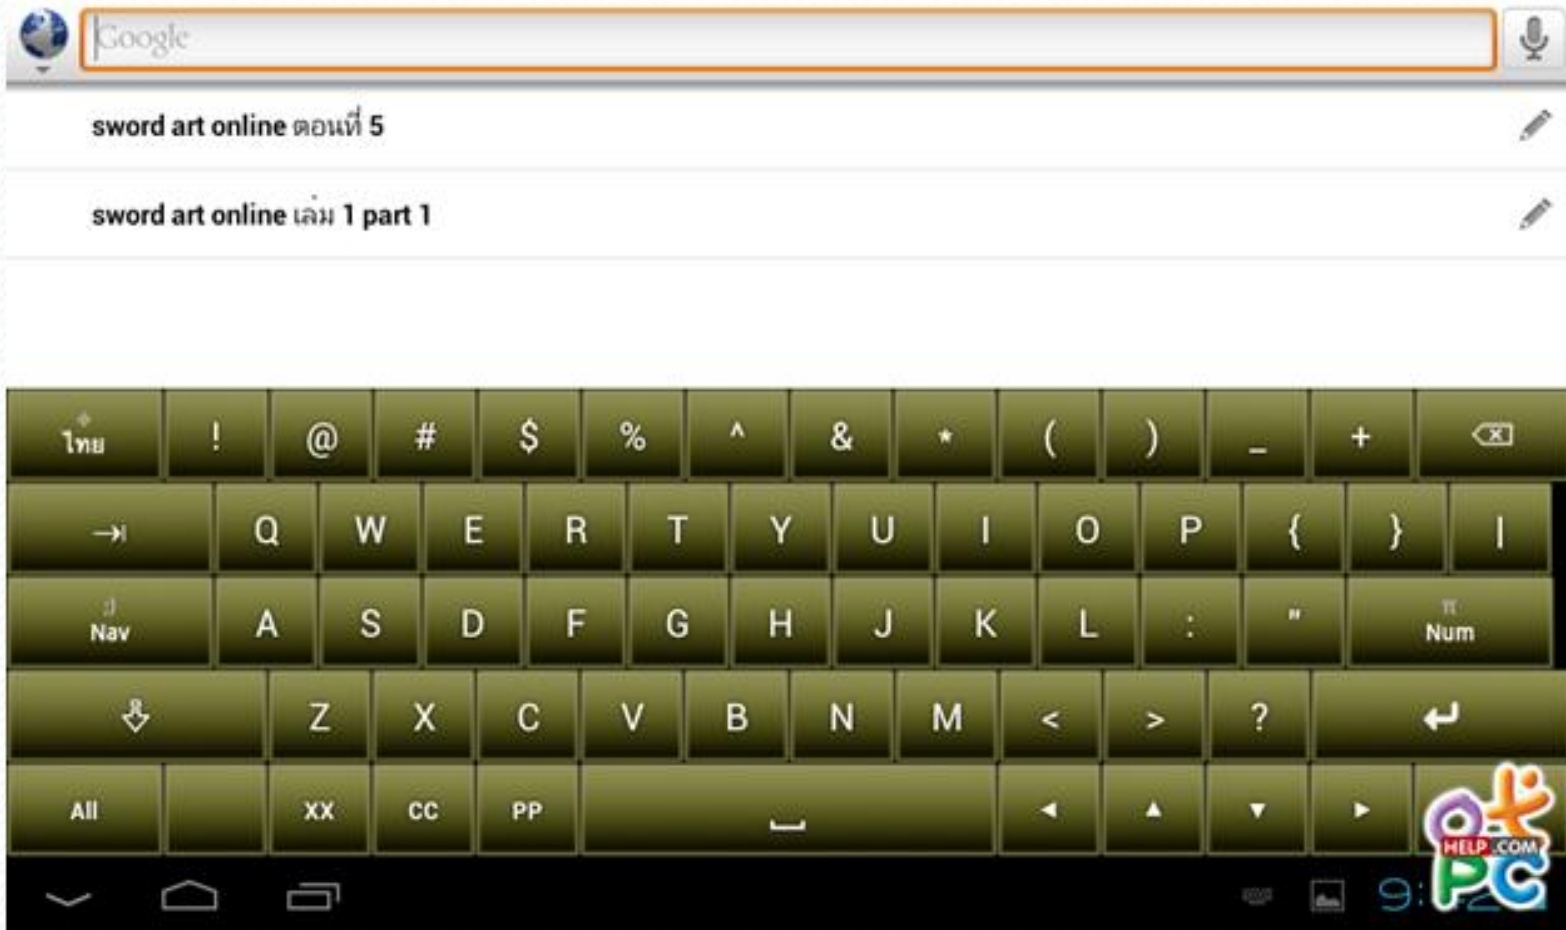 Google
sword art online ตอนที่ 5
sword art online เล่ม 1 part 1
ไทย ! @ # $ % ^ & * ( ) _ +
Q W E R T Y U I O P { } |
Nav A S D F G H J K L : " π Num
Z X C V B N M < > ?
All XX CC PP
HELP.COM
PC
9: